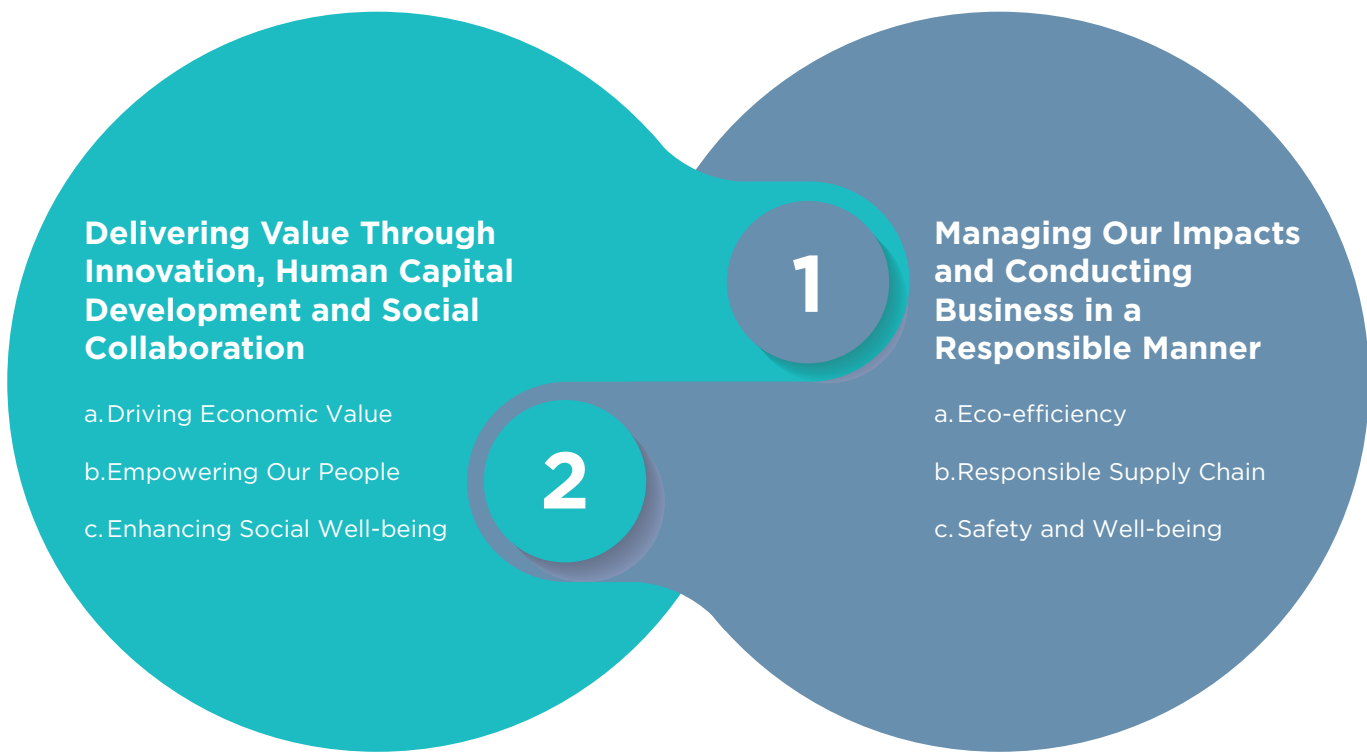 Delivering Value Through
Innovation, Human Capital
Development and Social
Collaboration
a. Driving Economic Value
b. Empowering Our People
c. Enhancing Social Well-being
1
2
Managing Our Impacts
and Conducting
Business in a
Responsible Manner
a. Eco-efficiency
b. Responsible Supply Chain
c. Safety and Well-being